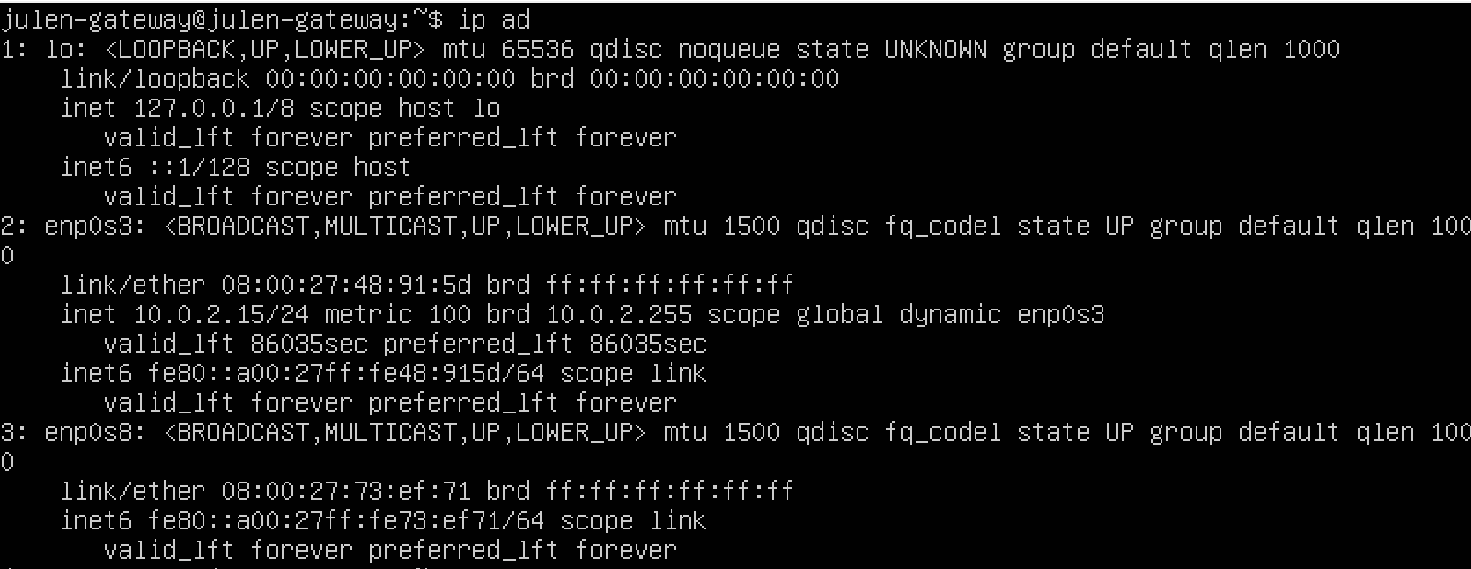 julen-gateway@julen-gateway:~$ ip ad
1: lo: <LOOPBACK,UP,LOWER_UP> mtu 65536 qdisc noqueue state UNKNOWN group default qlen 1000
link/loopback 00:00:00:00:00:00 brd 00:00:00:00:00:00
inet 127.0.0.1/8 scope host lo
valid_lft forever preferred_lft forever
inet6 ::1/128 scope host
valid_lft forever preferred_lft forever
2: enp0s3: <BROADCAST,MULTICAST,UP,LOWER_UP> mtu 1500 qdisc fq_codel state UP group default qlen 100
0
link/ether 08:00:27:48:91:5d brd ff:ff:ff:ff:ff:ff
inet 10.0.2.15/24 metric 100 brd 10.0.2.255 scope global dynamic enp0s3
valid_lft 86035sec preferred_lft 86035sec
inet6 fe80::a00:27ff:fe48:915d/64 scope link
valid_lft forever preferred_lft forever
3: enp0s8: <BROADCAST,MULTICAST,UP,LOWER_UP> mtu 1500 qdisc fq_codel state UP group default qlen 100
0
link/ether 08:00:27:73:ef:71 brd ff:ff:ff:ff:ff:ff
inet6 fe80::a00:27ff:fe73:ef71/64 scope link
valid_lft forever preferred_lft forever